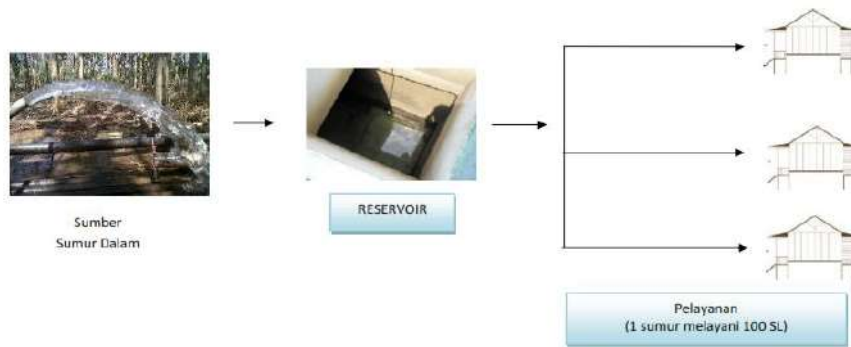 Sumber
Sumur Dalam
RESERVOIR
Pelayanan
(1 sumur melayani 100 SL)